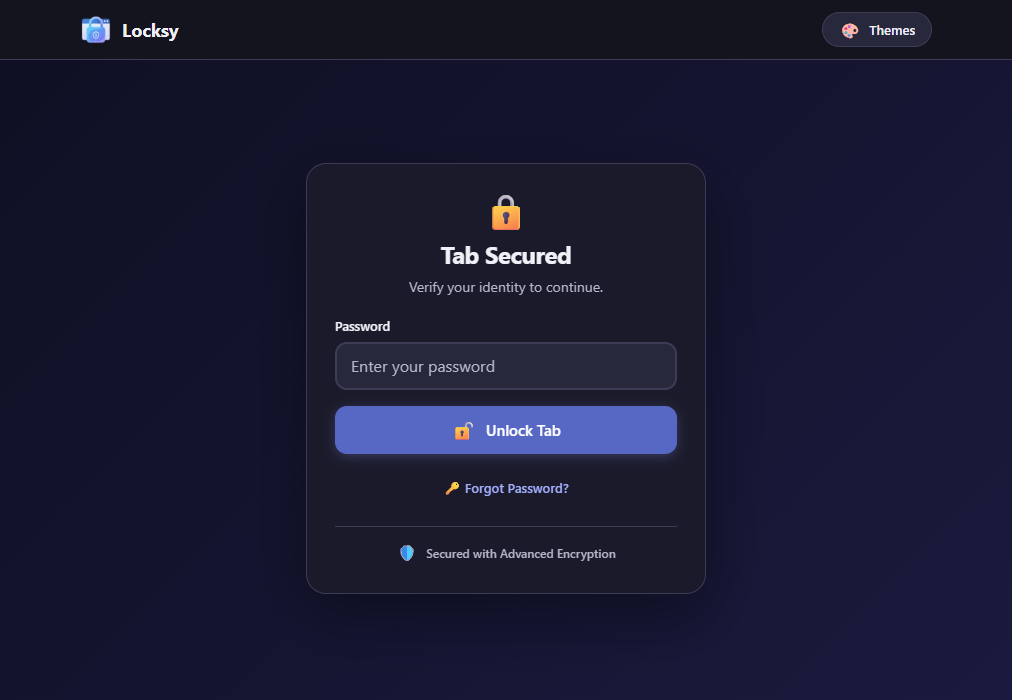 Locksy
Themes
Tab Secured
Verify your identity to continue.
Password
Enter your password
Unlock Tab
Forgot Password?
Secured with Advanced Encryption